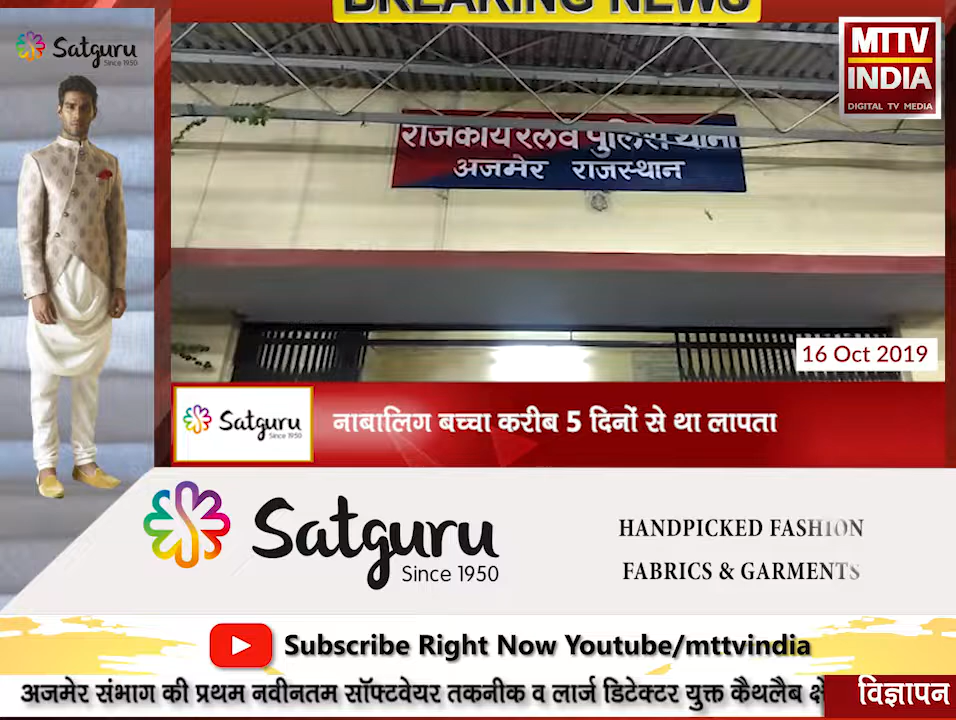 BREAKING NEWS
Satguru
Since 1950
MTTV
INDIA
DIGITAL TV MEDIA
राजकीय रेलवे पुलिस थाना
अजमेर राजस्थान
16 Oct 2019
Satguru
Since 1950
नाबालिग बच्चा करीब 5 दिनों से था लापता
Satguru
Since 1950
HANDPICKED FASHION
FABRICS & GARMENTS
Subscribe Right Now Youtube/mttvindia
अजमेर संभाग की प्रथम नवीनतम सॉफ्टवेयर तकनीक व लार्ज डिटेक्टर युक्त कैथलैब
विज्ञापन